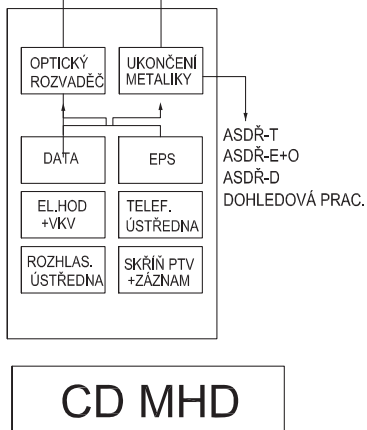 OPTICKÝ
ROZVADĚČ
UKONČENÍ
METALIKY
ASDŘ-T
ASDŘ-E+O
ASDŘ-D
DOHLEDOVÁ PRAC.
DATA
EPS
EL.HOD
+VKV
TELEF.
ÚSTŘEDNA
ROZHLAS.
ÚSTŘEDNA
SKŘÍŇ PTV
+ZÁZNAM
CD MHD